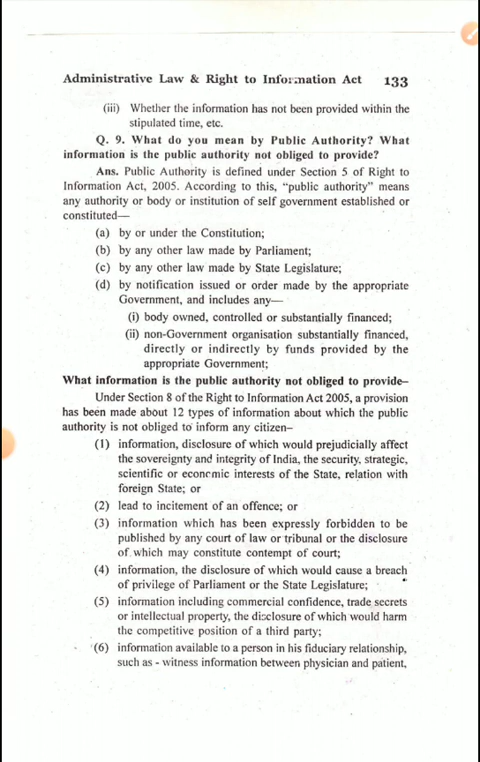 Administrative Law & Right to Information Act 133
(iii) Whether the information has not been provided within the
stipulated time, etc.
Q. 9. What do you mean by Public Authority? What
information is the public authority not obliged to provide?
Ans. Public Authority is defined under Section 5 of Right to
Information Act, 2005. According to this, “public authority” means
any authority or body or institution of self government established or
constituted—
(a) by or under the Constitution;
(b) by any other law made by Parliament;
(c) by any other law made by State Legislature;
(d) by notification issued or order made by the appropriate
Government, and includes any—
(i) body owned, controlled or substantially financed;
(ii) non-Government organisation substantially financed,
directly or indirectly by funds provided by the
appropriate Government;
What information is the public authority not obliged to provide–
Under Section 8 of the Right to Information Act 2005, a provision
has been made about 12 types of information about which the public
authority is not obliged to inform any citizen–
(1) information, disclosure of which would prejudicially affect
the sovereignty and integrity of India, the security, strategic,
scientific or economic interests of the State, relation with
foreign State; or
(2) lead to incitement of an offence; or
(3) information which has been expressly forbidden to be
published by any court of law or tribunal or the disclosure
of which may constitute contempt of court;
(4) information, the disclosure of which would cause a breach
of privilege of Parliament or the State Legislature;
(5) information including commercial confidence, trade secrets
or intellectual property, the disclosure of which would harm
the competitive position of a third party;
(6) information available to a person in his fiduciary relationship,
such as - witness information between physician and patient,